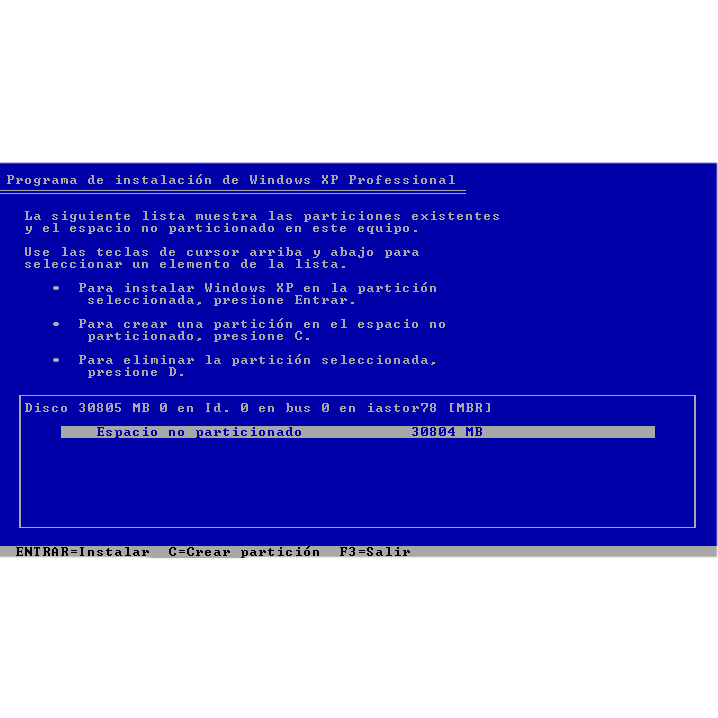 Programa de instalación de Windows XP Professional
La siguiente lista muestra las particiones existentes
y el espacio no particionado en este equipo.
Use las teclas de cursor arriba y abajo para
seleccionar un elemento de la lista.
• Para instalar Windows XP en la partición
seleccionada, presione Entrar.
• Para crear una partición en el espacio no
particionado, presione C.
• Para eliminar la partición seleccionada,
presione D.
Disco 30805 MB 0 en Id. 0 en bus 0 en iastor78 [MBR]
Espacio no particionado 30804 MB
ENTRAR=Instalar C=Crear partición F3=Salir